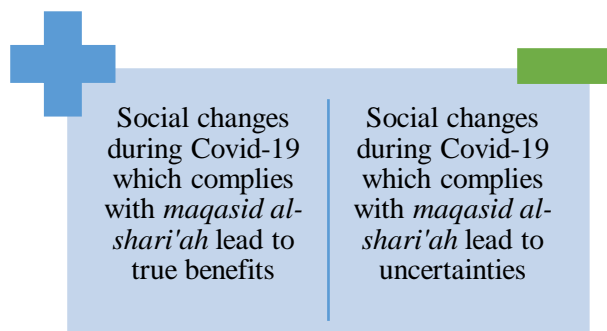 Social changes
during Covid-19
which complies
with maqasid al-
shari'ah lead to
true benefits
Social changes
during Covid-19
which complies
with maqasid al-
shari'ah lead to
uncertainties